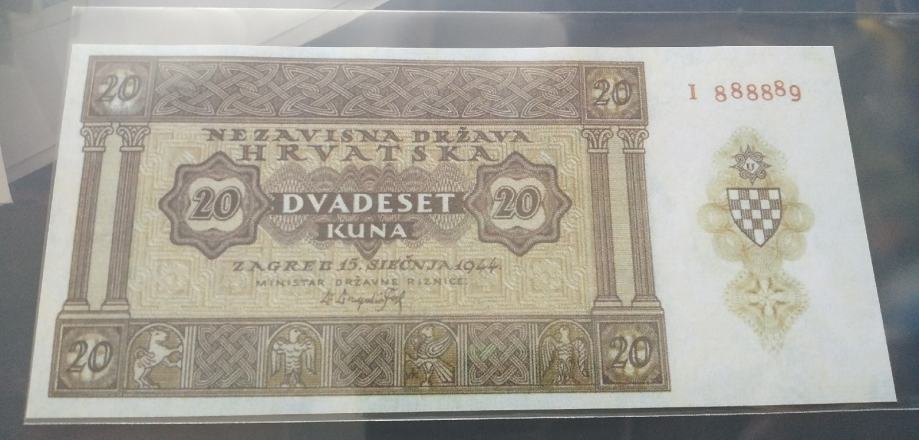 20 20 I 888889
NEZAVISNA DRŽAVA
HRVATSKA
U
20 DVADESET 20
KUNA
ZAGREB 15. SIEČNJA 1944.
MINISTAR DRŽAVNE RIZNICE:
20 20